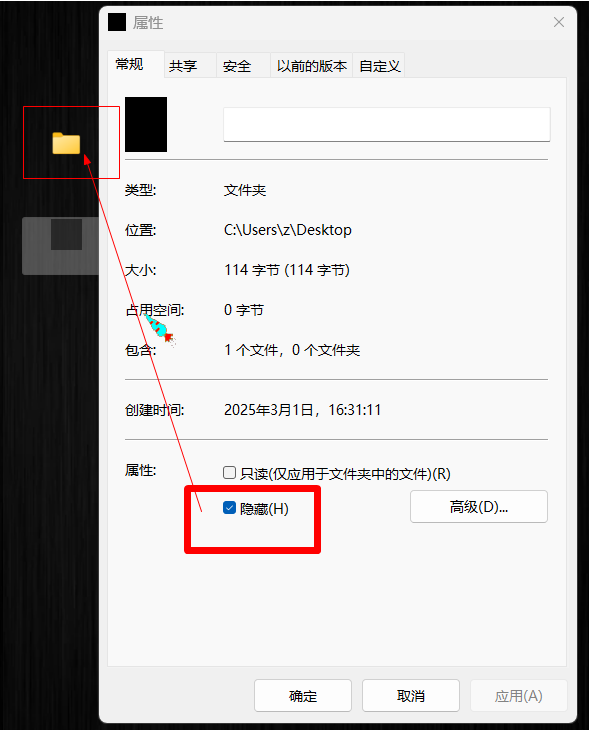 属性
常规 共享 安全 以前的版本 自定义
类型: 文件夹
位置: C:\Users\z\Desktop
大小: 114 字节 (114 字节)
占用空间: 0 字节
包含: 1 个文件，0 个文件夹
创建时间: 2025年3月1日，16:31:11
属性: 只读(仅应用于文件夹中的文件)(R)
隐藏(H) 高级(D)...
确定 取消 应用(A)